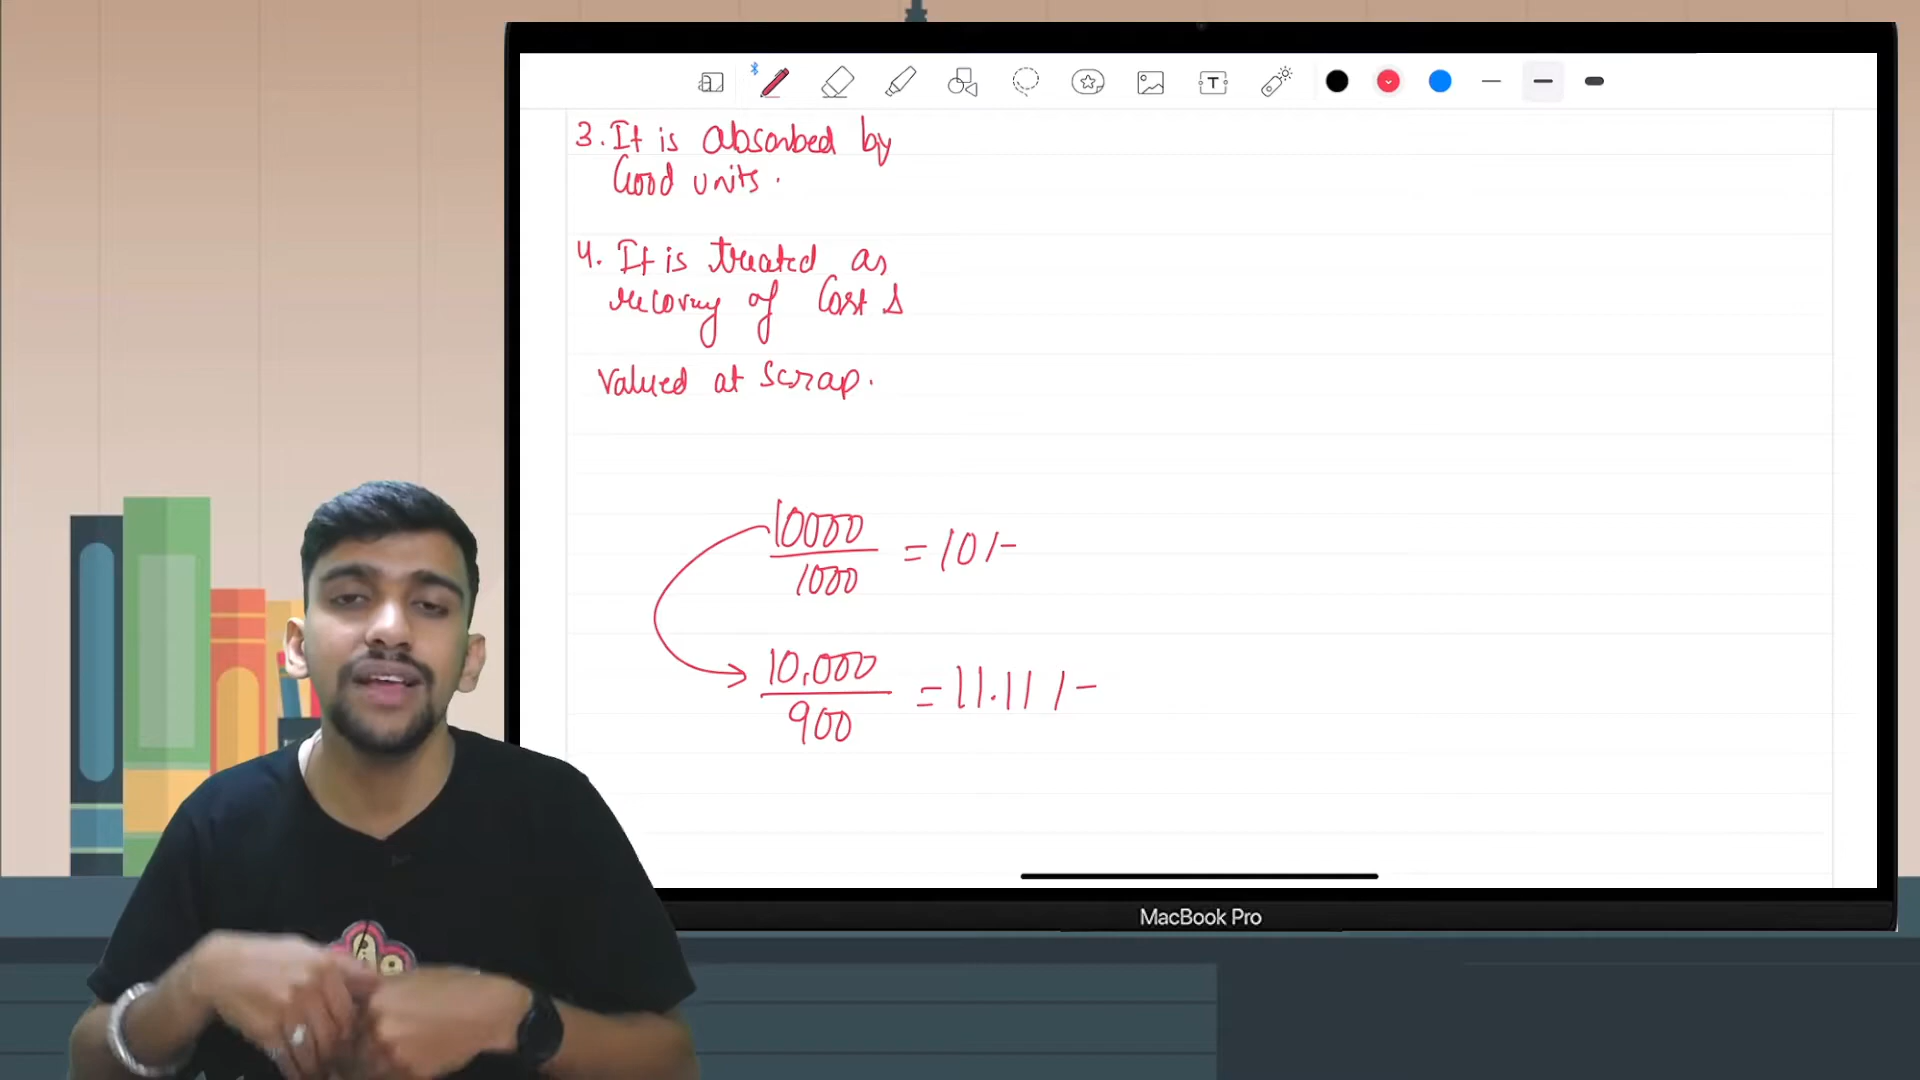 3. It is absorbed by
Good units.
4. It is treated as
recovery of Cost &
Valued at Scrap.
10000
1000
= 10/-
10,000
900
= 11.11/-
MacBook Pro